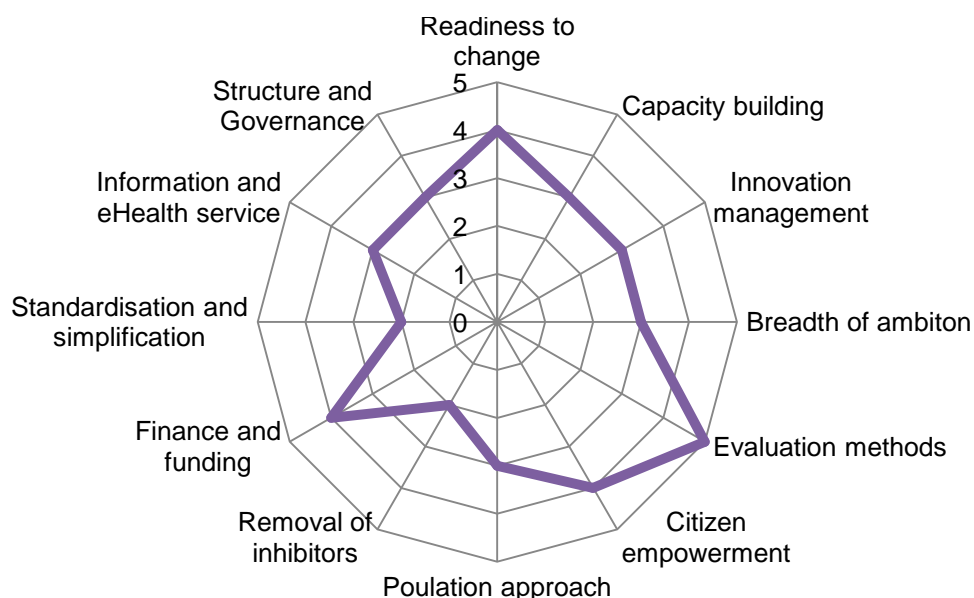 Readiness to
change
Structure and
Governance
Capacity building
Information and
eHealth service
Innovation
management
Standardisation and
simplification
Breadth of ambiton
Finance and
funding
Evaluation methods
Removal of
inhibitors
Citizen
empowerment
Poulation approach
5
4
3
2
1
0